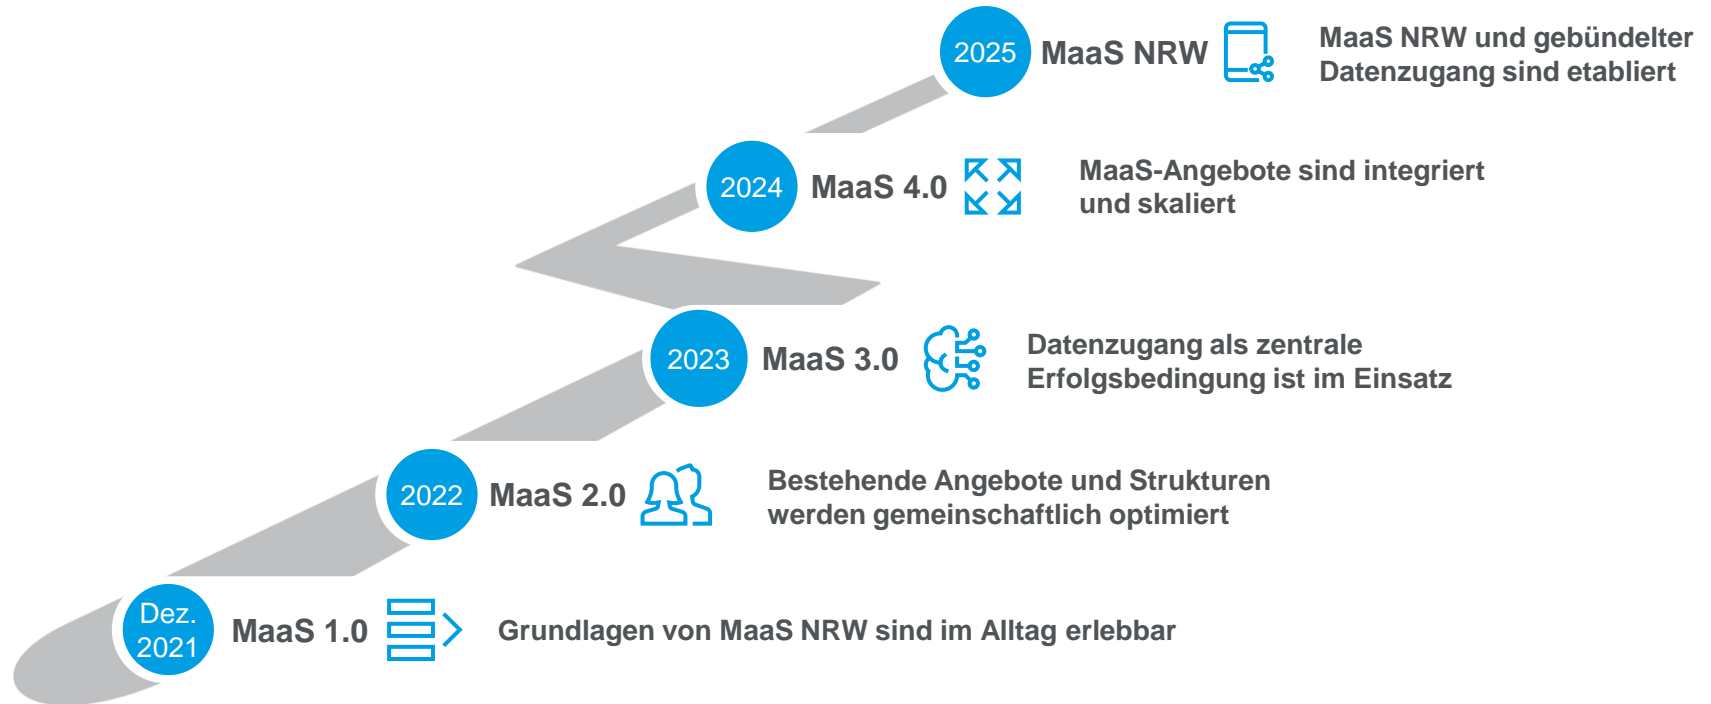 2025
MaaS NRW
MaaS NRW und gebündelter
Datenzugang sind etabliert
2024
MaaS 4.0
MaaS-Angebote sind integriert
und skaliert
2023
MaaS 3.0
Datenzugang als zentrale
Erfolgsbedingung ist im Einsatz
2022
MaaS 2.0
Bestehende Angebote und Strukturen
werden gemeinschaftlich optimiert
Dez.
2021
MaaS 1.0
Grundlagen von MaaS NRW sind im Alltag erlebbar